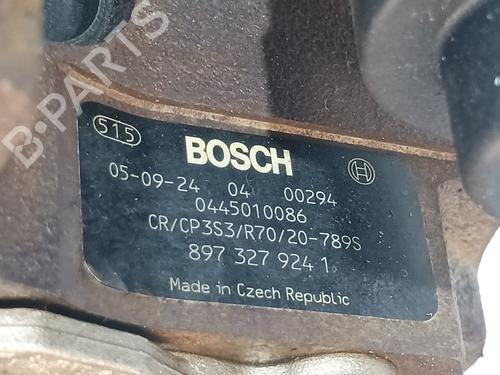 B-PARTS
515
BOSCH
05-09-24 04 00294
0445010086
CR/CP3S3/R70/20-789S
897 327 924 1
Made in Czech Republic